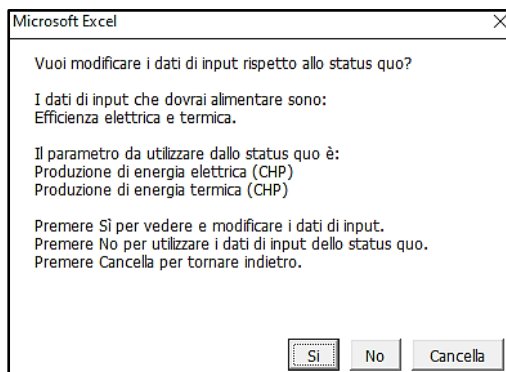 Microsoft Excel
Vuoi modificare i dati di input rispetto allo status quo?
I dati di input che dovrai alimentare sono:
Efficienza elettrica e termica.
Il parametro da utilizzare dallo status quo è:
Produzione di energia elettrica (CHP)
Produzione di energia termica (CHP)
Premere Sì per vedere e modificare i dati di input.
Premere No per utilizzare i dati di input dello status quo.
Premere Cancella per tornare indietro.
Si No Cancella